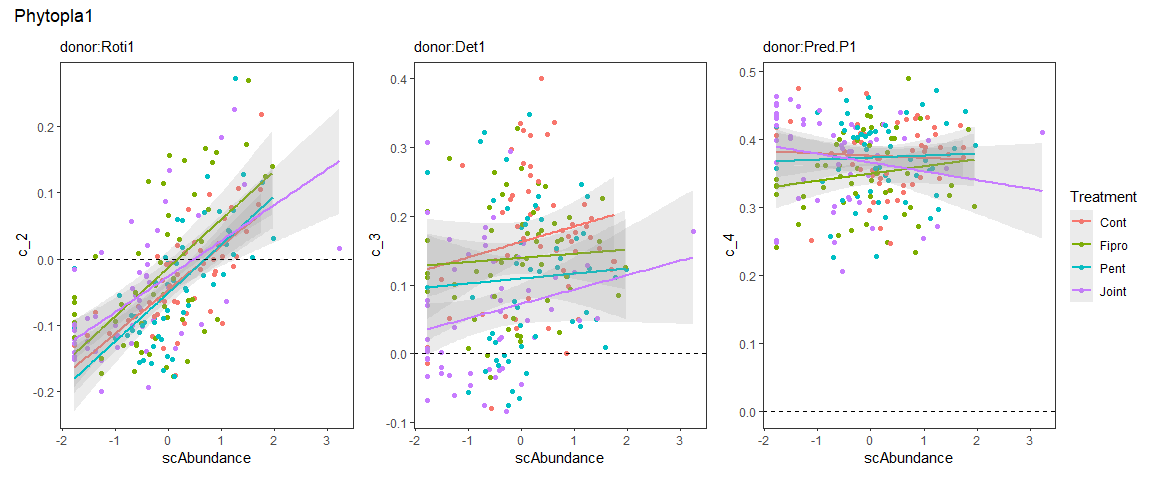 Phytopla1
donor:Roti1
donor:Det1
donor:Pred.P1
c_2
0.2
0.1
0.0
-0.1
-0.2
-2
-1
0
1
2
3
scAbundance
c_3
0.4
0.3
0.2
0.1
0.0
-0.1
-2
-1
0
1
2
3
scAbundance
c_4
0.5
0.4
0.3
0.2
0.1
0.0
-2
-1
0
1
2
3
scAbundance
Treatment
Cont
Fipro
Pent
Joint